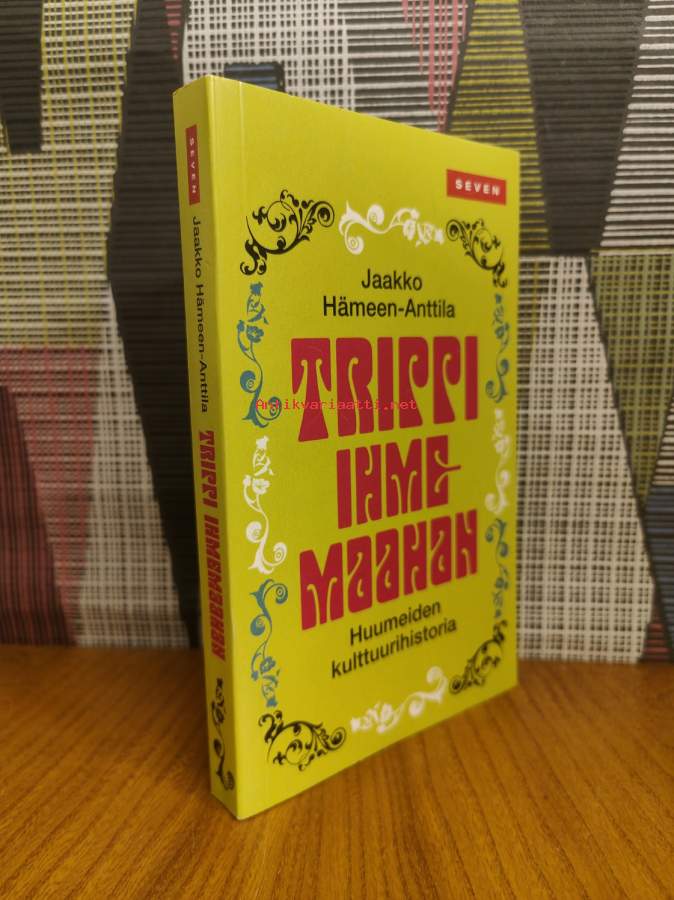 SEVEN
Jaakko Hämeen-Anttila
TRIPPI IHMEMAAHAN
SEVEN
Jaakko
Hämeen-Anttila
TRIPPI
IHME-
MAAHAN
Huumeiden
kulttuurihistoria
Antikvariaatti.net